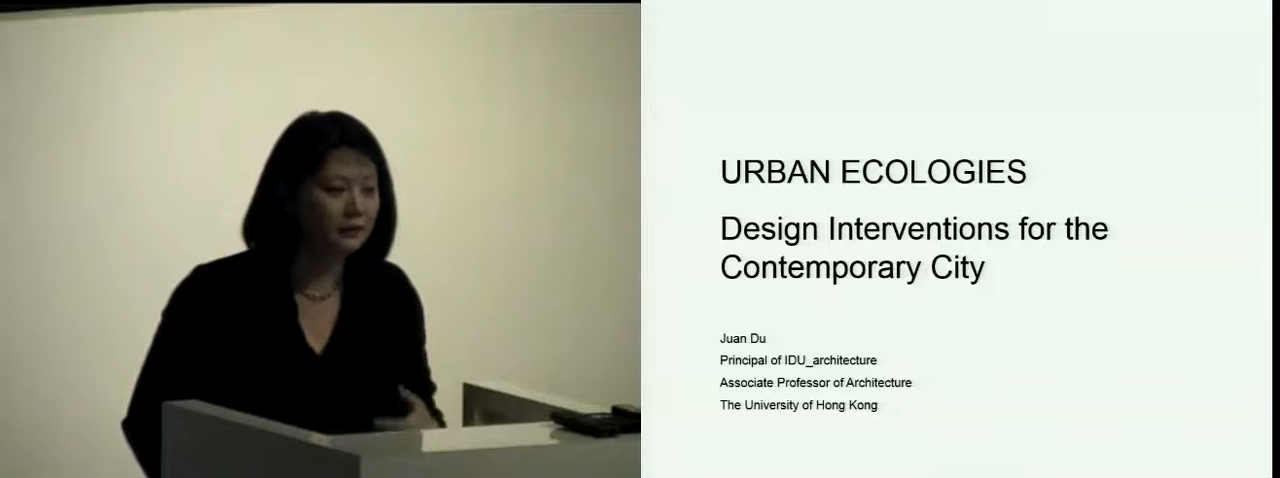 URBAN ECOLOGIES
Design Interventions for the
Contemporary City
Juan Du
Principal of IDU_architecture
Associate Professor of Architecture
The University of Hong Kong